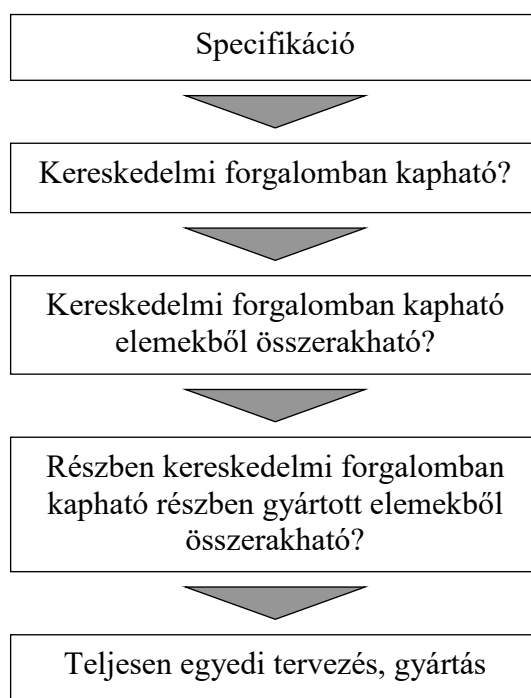 Specifikáció
Kereskedelmi forgalomban kapható?
Kereskedelmi forgalomban kapható
elemekből összerakható?
Részben kereskedelmi forgalomban
kapható részben gyártott elemekből
összerakható?
Teljesen egyedi tervezés, gyártás